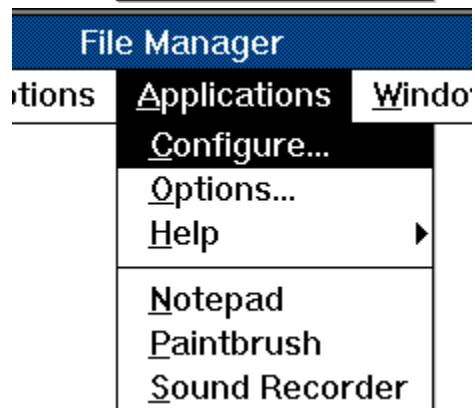 File Manager
tions Applications Windo
Configure...
Options...
Help
Notepad
Paintbrush
Sound Recorder